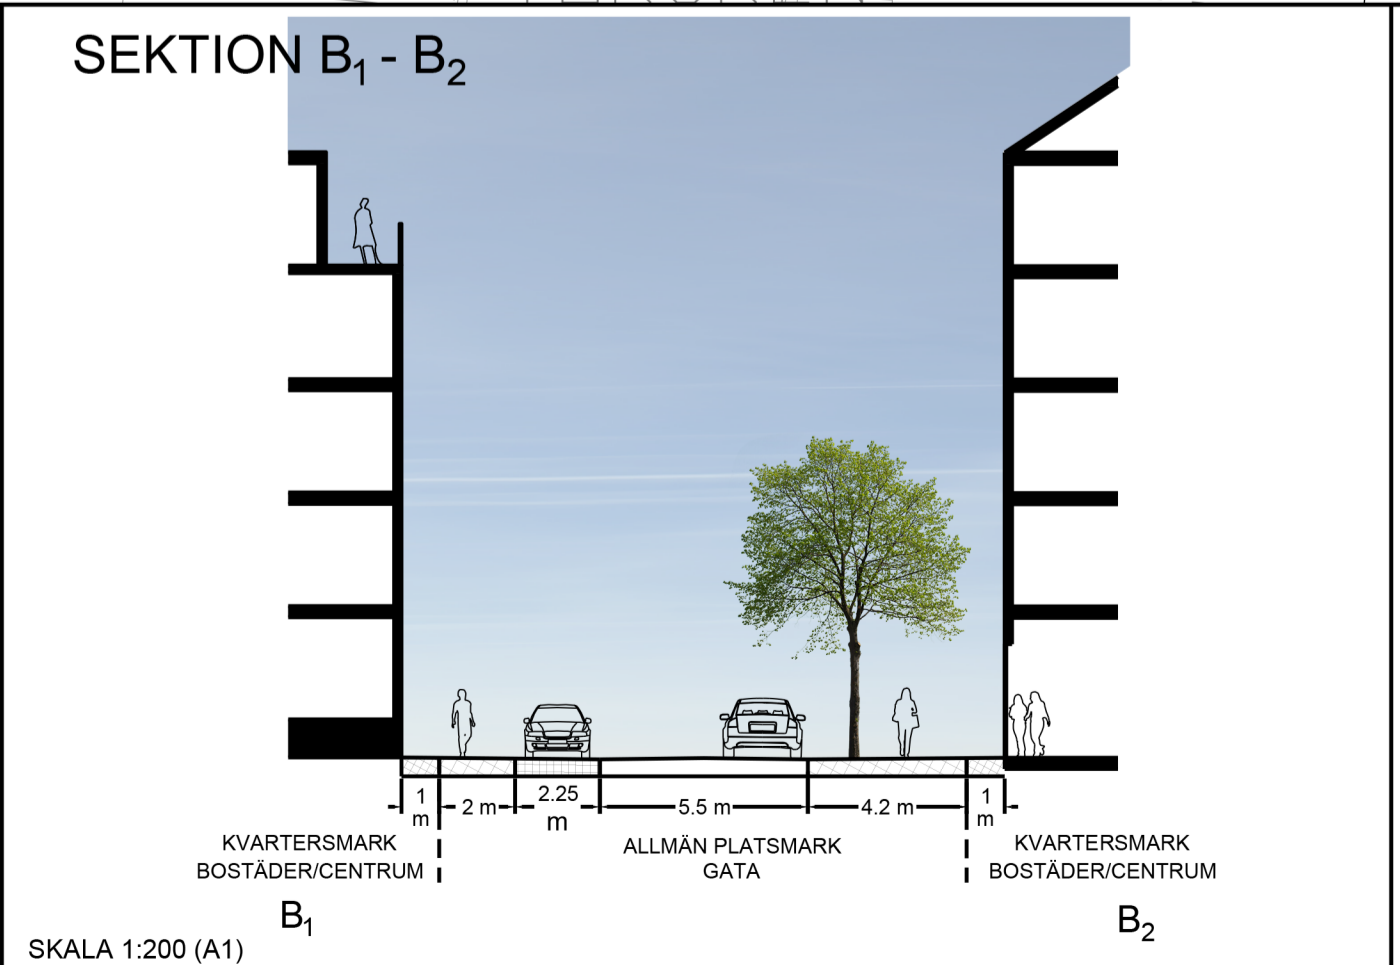 SEKTION B1 - B2
1
m
2 m
2.25
m
5.5 m
4.2 m
1
m
KVARTERSMARK
BOSTÄDER/CENTRUM
ALLMÄN PLATSMARK
GATA
KVARTERSMARK
BOSTÄDER/CENTRUM
B1
B2
SKALA 1:200 (A1)